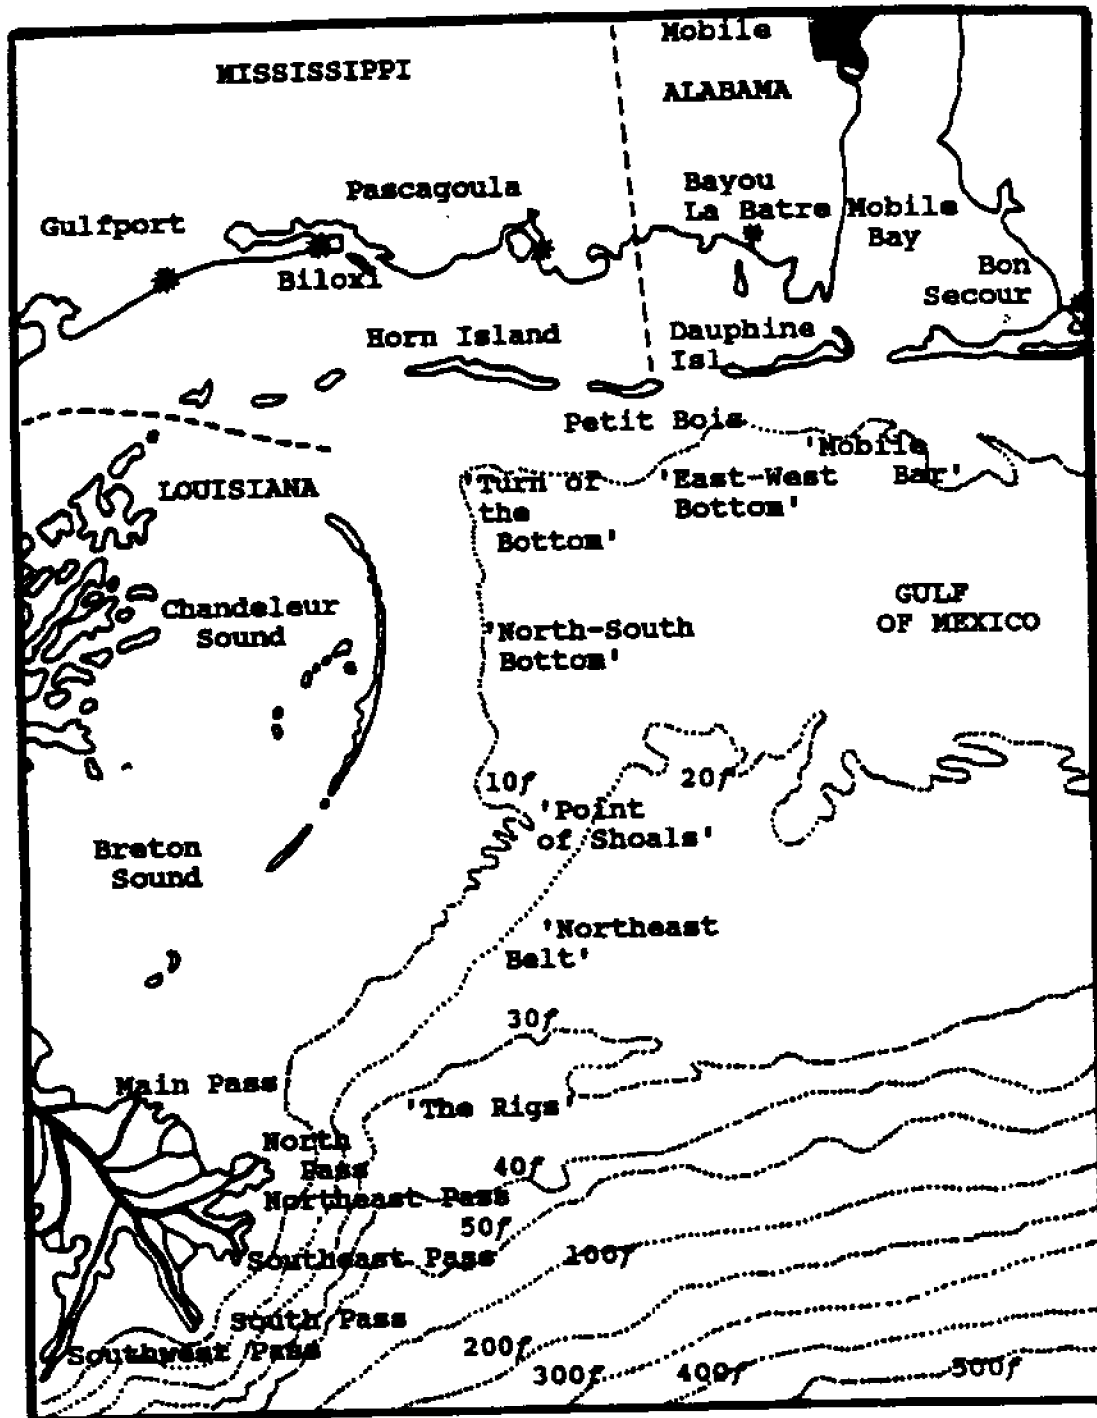 Mobile
MISSISSIPPI
ALABAMA
Pascagoula
Bayou
La Batre
Mobile
Bay
Gulfport
Biloxi
Bon
Secour
Horn Island
Dauphine
Isl
Petit Bois
'Mobile
Bar'
LOUISIANA
'Turn of
the
Bottom'
'East-West
Bottom'
Chandeleur
Sound
GULF
OF MEXICO
'North-South
Bottom'
10f
20f
'Point
of Shoals'
Breton
Sound
'Northeast
Belt'
30f
Main Pass
'The Rigs'
North
Pass
40f
Northeast Pass
50f
Southeast Pass
100f
South Pass
Southwest Pass
200f
300f
400f
500f